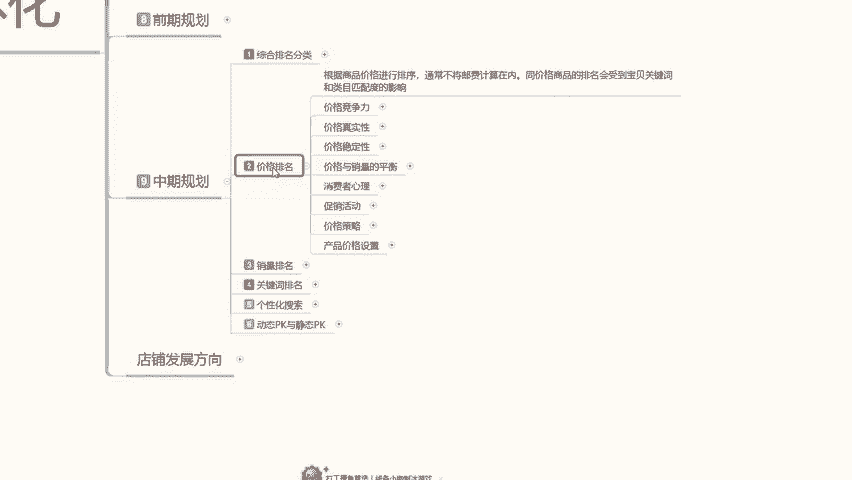 化
8 前期规划
1 综合排名分类
根据商品价格进行排序，通常不将邮费计算在内。同价格商品的排名会受到宝贝关键词
和类目匹配度的影响
价格竞争力
价格真实性
价格稳定性
2 价格排名
价格与销量的平衡
9 中期规划
消费者心理
促销活动
价格策略
产品价格设置
3 销量排名
4 关键词排名
5 个性化搜索
6 动态PK与静态PK
店铺发展方向